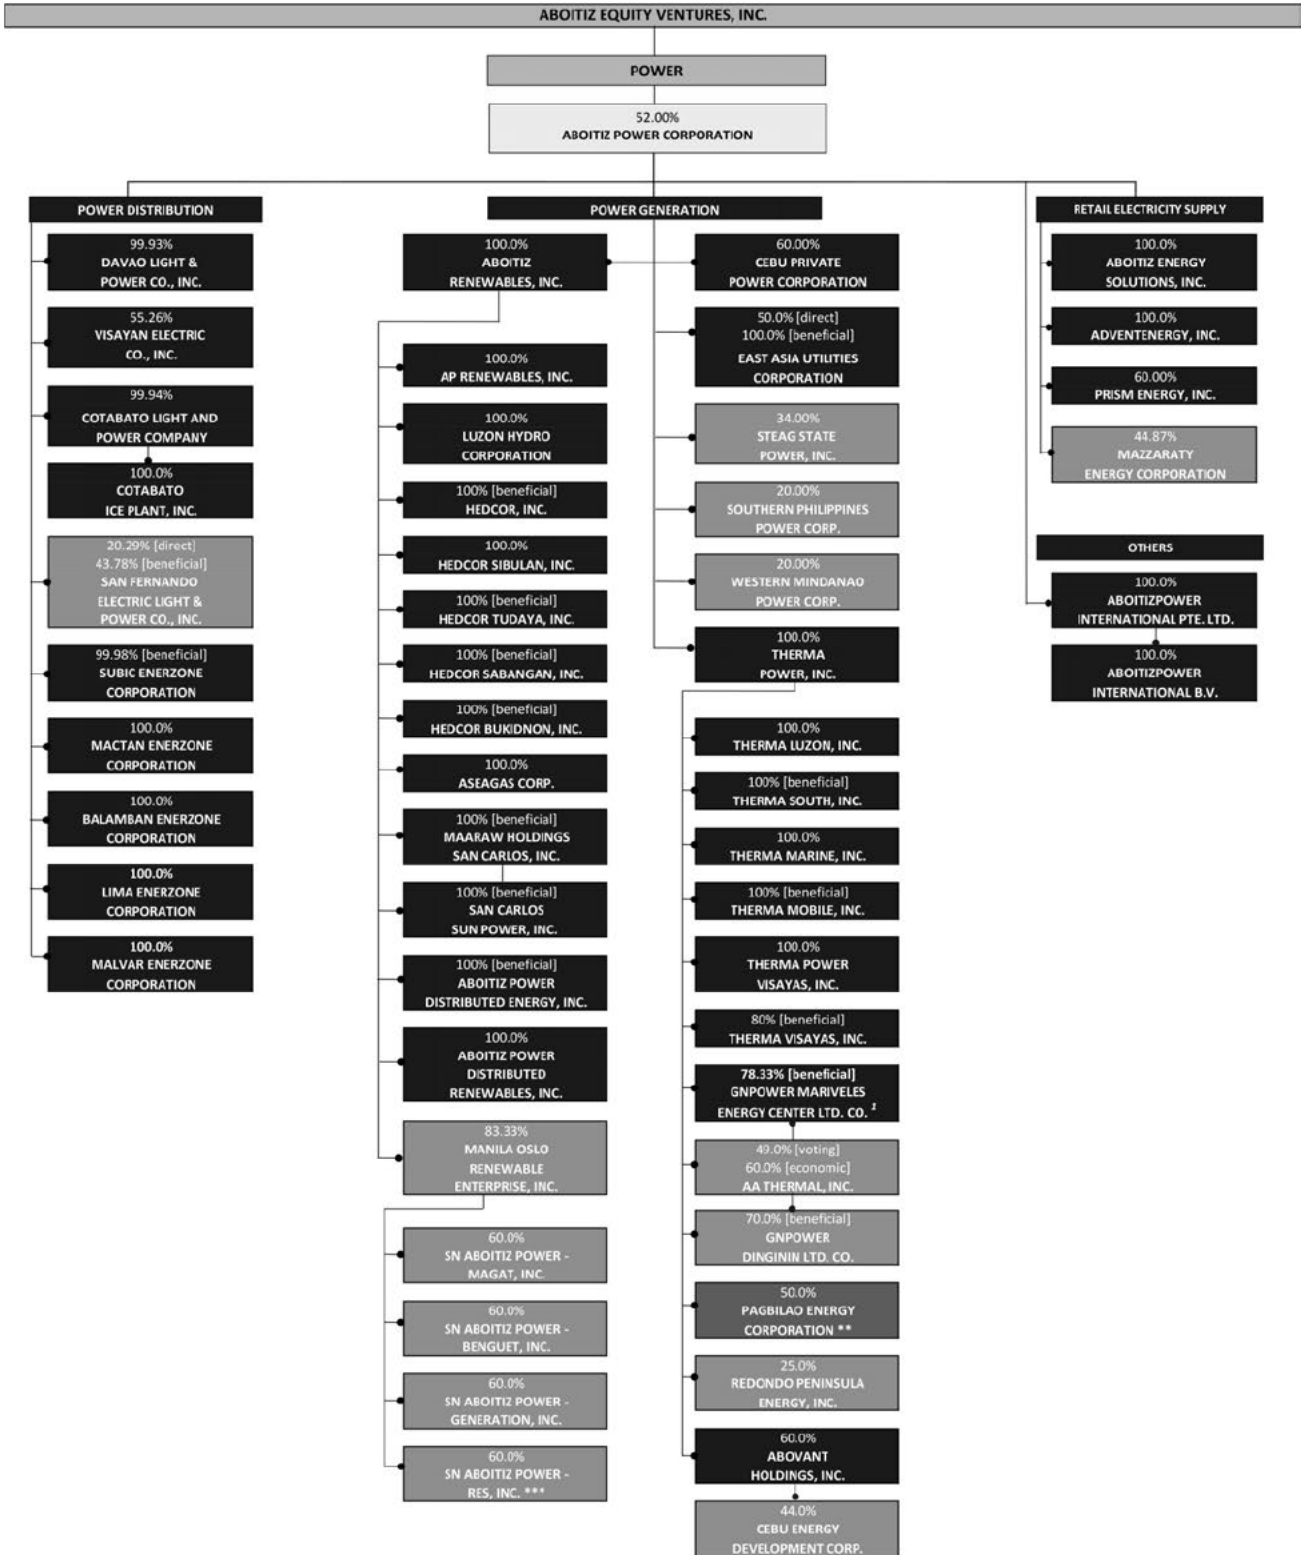 ABOITIZ EQUITY VENTURES, INC.
POWER
52.00%
ABOITIZ POWER CORPORATION
POWER DISTRIBUTION
99.93%
DAVAO LIGHT &
POWER CO., INC.
55.26%
VISAYAN ELECTRIC
CO., INC.
99.94%
COTABATO LIGHT AND
POWER COMPANY
100.0%
COTABATO
ICE PLANT, INC.
20.29% [direct]
43.78% [beneficial]
SAN FERNANDO
ELECTRIC LIGHT &
POWER CO., INC.
99.98% [beneficial]
SUBIC ENERZONE
CORPORATION
100.0%
MACTAN ENERZONE
CORPORATION
100.0%
BALAMBAN ENERZONE
CORPORATION
100.0%
LIMA ENERZONE
CORPORATION
100.0%
MALVAR ENERZONE
CORPORATION
POWER GENERATION
100.0%
ABOITIZ
RENEWABLES, INC.
100.0%
AP RENEWABLES, INC.
100.0%
LUZON HYDRO
CORPORATION
100% [beneficial]
HEDCOR, INC.
100.0%
HEDCOR SIBULAN, INC.
100% [beneficial]
HEDCOR TUDAYA, INC.
100% [beneficial]
HEDCOR SABANGAN, INC.
100% [beneficial]
HEDCOR BUKIDNON, INC.
100.0%
ASEAGAS CORP.
100% [beneficial]
MAARAW HOLDINGS
SAN CARLOS, INC.
100% [beneficial]
SAN CARLOS
SUN POWER, INC.
100% [beneficial]
ABOITIZ POWER
DISTRIBUTED ENERGY, INC.
100.0%
ABOITIZ POWER
DISTRIBUTED
RENEWABLES, INC.
83.33%
MANILA OSLO
RENEWABLE
ENTERPRISE, INC.
60.0%
SN ABOITIZ POWER -
MAGAT, INC.
60.0%
SN ABOITIZ POWER -
BENGUET, INC.
60.0%
SN ABOITIZ POWER -
GENERATION, INC.
60.0%
SN ABOITIZ POWER -
RES, INC. ***
60.00%
CEBU PRIVATE
POWER CORPORATION
50.0% [direct]
100.0% [beneficial]
EAST ASIA UTILITIES
CORPORATION
34.00%
STEAG STATE
POWER, INC.
20.00%
SOUTHERN PHILIPPINES
POWER CORP.
20.00%
WESTERN MINDANAO
POWER CORP.
100.0%
THERMA
POWER, INC.
100.0%
THERMA LUZON, INC.
100% [beneficial]
THERMA SOUTH, INC.
100.0%
THERMA MARINE, INC.
100% [beneficial]
THERMA MOBILE, INC.
100.0%
THERMA POWER
VISAYAS, INC.
80% [beneficial]
THERMA VISAYAS, INC.
78.33% [beneficial]
GNPOWER MARIVELES
ENERGY CENTER LTD. CO. 1
49.0% [voting]
60.0% [economic]
AA THERMAL, INC.
70.0% [beneficial]
GNPOWER
DINGININ LTD. CO.
50.0%
PAGBILAO ENERGY
CORPORATION **
25.0%
REDONDO PENINSULA
ENERGY, INC.
60.0%
ABOVANT
HOLDINGS, INC.
44.0%
CEBU ENERGY
DEVELOPMENT CORP.
RETAIL ELECTRICITY SUPPLY
100.0%
ABOITIZ ENERGY
SOLUTIONS, INC.
100.0%
ADVENTENERGY, INC.
60.00%
PRISM ENERGY, INC.
44.87%
MAZZARATY
ENERGY CORPORATION
OTHERS
100.0%
ABOITIZPOWER
INTERNATIONAL PTE. LTD.
100.0%
ABOITIZPOWER
INTERNATIONAL B.V.